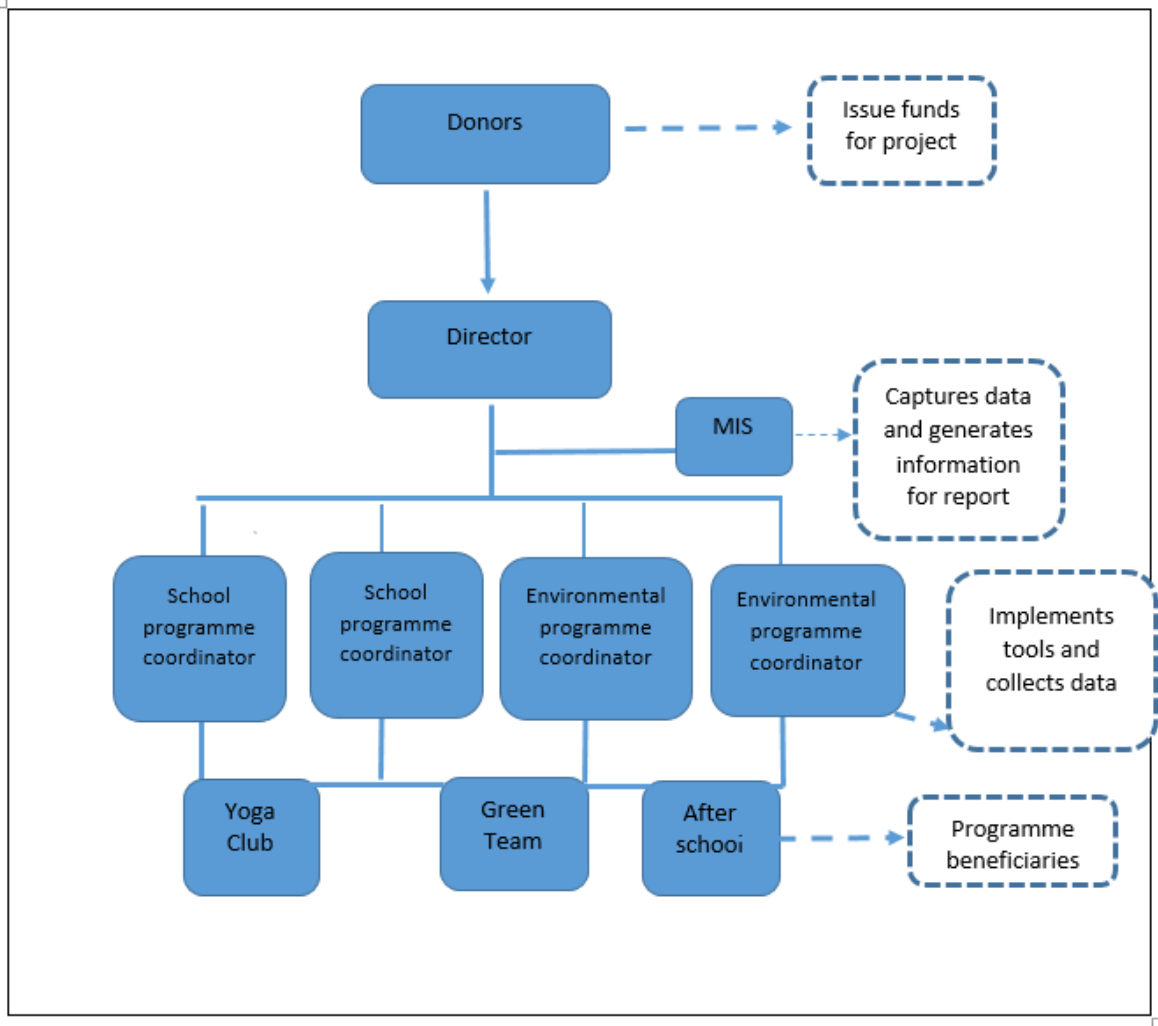 Donors
Issue funds
for project
Director
MIS
Captures data
and generates
information
for report
School
programme
coordinator
School
programme
coordinator
Environmental
programme
coordinator
Environmental
programme
coordinator
Implements
tools and
collects data
Yoga
Club
Green
Team
After
schooi
Programme
beneficiaries